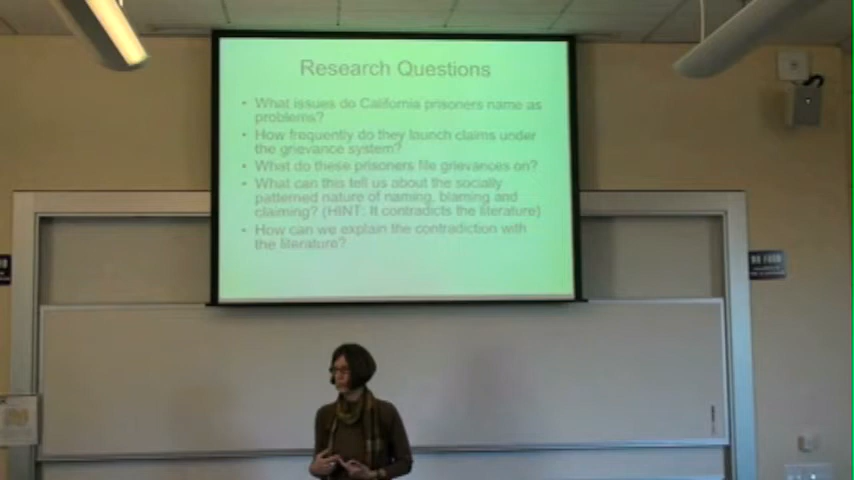 Research Questions
• What issues do California prisoners name as
problems?
• How frequently do they launch claims under
the grievance system?
• What do these prisoners file grievances on?
• What can this tell us about the socially
patterned nature of naming, blaming and
claiming? (HINT: It contradicts the literature)
• How can we explain the contradiction with
the literature?
NO FOOD